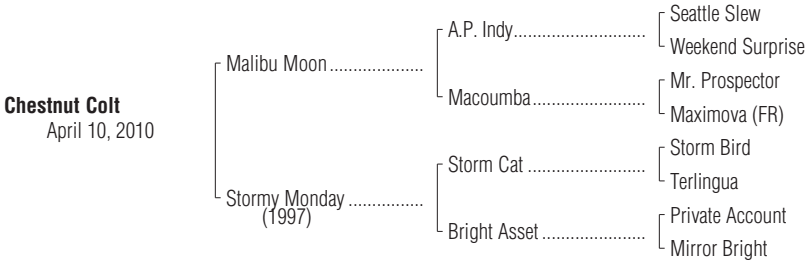 Seattle Slew
A.P. Indy
Weekend Surprise
Malibu Moon
Mr. Prospector
Macoumba
Maximova (FR)
Chestnut Colt
April 10, 2010
Storm Bird
Storm Cat
Terlingua
Stormy Monday
(1997)
Private Account
Bright Asset
Mirror Bright